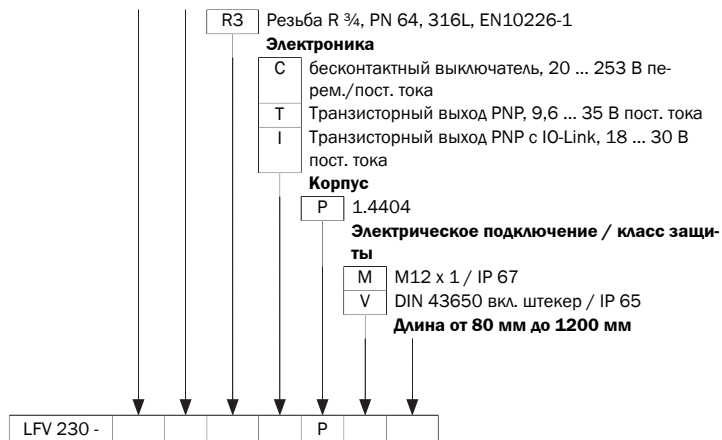 R3 Резьба R ¾, PN 64, 316L, EN10226-1
Электроника
C бесконтактный выключатель, 20 ... 253 В пе-
рем./пост. тока
T Транзисторный выход PNP, 9,6 ... 35 В пост. тока
I Транзисторный выход PNP с IO-Link, 18 ... 30 В
пост. тока
Корпус
P 1.4404
Электрическое подключение / класс защи-
ты
M M12 x 1 / IP 67
V DIN 43650 вкл. штекер / IP 65
Длина от 80 мм до 1200 мм
LFV 230 - P